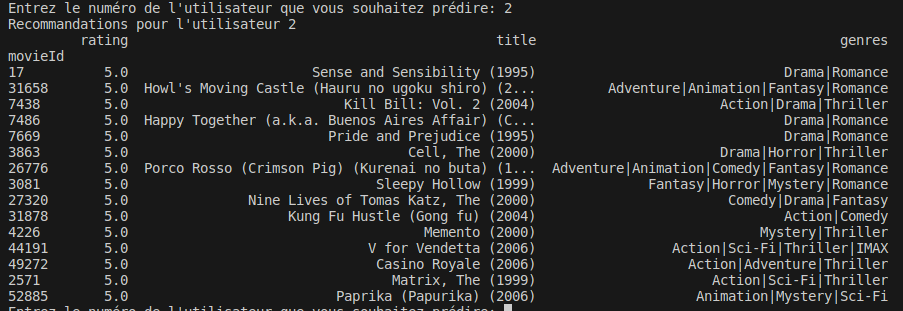 Entrez le numéro de l'utilisateur que vous souhaitez prédire: 2
Recommandations pour l'utilisateur 2
rating title genres
movieId
17 5.0 Sense and Sensibility (1995) Drama|Romance
31658 5.0 Howl's Moving Castle (Hauru no ugoku shiro) (2... Adventure|Animation|Fantasy|Romance
7438 5.0 Kill Bill: Vol. 2 (2004) Action|Drama|Thriller
7486 5.0 Happy Together (a.k.a. Buenos Aires Affair) (C... Drama|Romance
7669 5.0 Pride and Prejudice (1995) Drama|Romance
3863 5.0 Cell, The (2000) Drama|Horror|Thriller
26776 5.0 Porco Rosso (Crimson Pig) (Kurenai no buta) (1... Adventure|Animation|Comedy|Fantasy|Romance
3081 5.0 Sleepy Hollow (1999) Fantasy|Horror|Mystery|Romance
27320 5.0 Nine Lives of Tomas Katz, The (2000) Comedy|Drama|Fantasy
31878 5.0 Kung Fu Hustle (Gong fu) (2004) Action|Comedy
4226 5.0 Memento (2000) Mystery|Thriller
44191 5.0 V for Vendetta (2006) Action|Sci-Fi|Thriller|IMAX
49272 5.0 Casino Royale (2006) Action|Adventure|Thriller
2571 5.0 Matrix, The (1999) Action|Sci-Fi|Thriller
52885 5.0 Paprika (Papurika) (2006) Animation|Mystery|Sci-Fi
Entrez le numéro de l'utilisateur que vous souhaitez prédire: